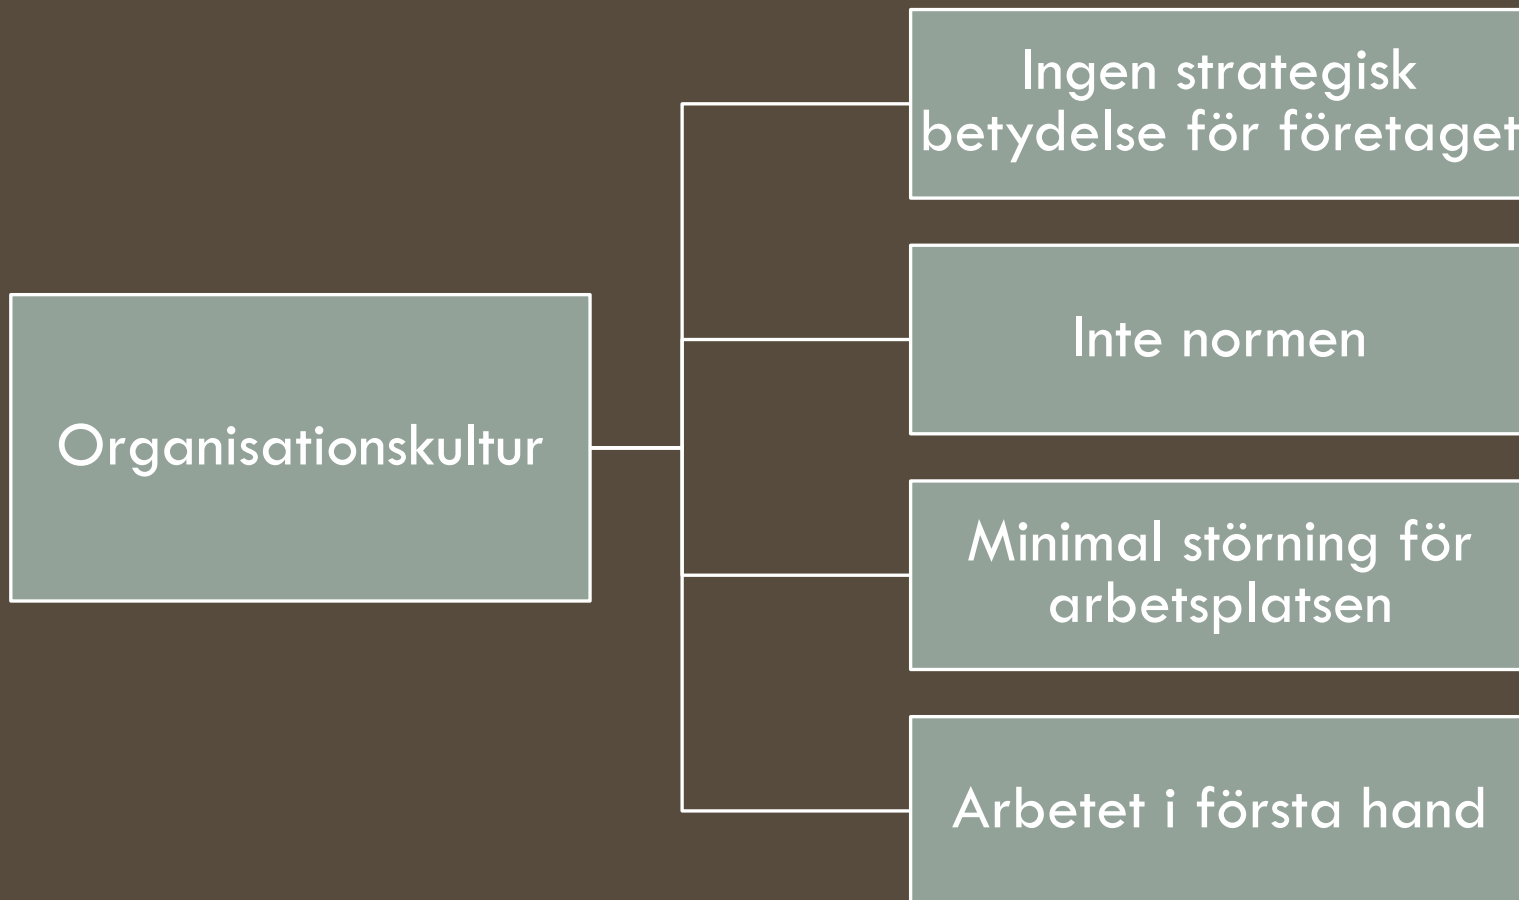 Organisationskultur
Ingen strategisk
betydelse för företaget
Inte normen
Minimal störning för
arbetsplatsen
Arbetet i första hand